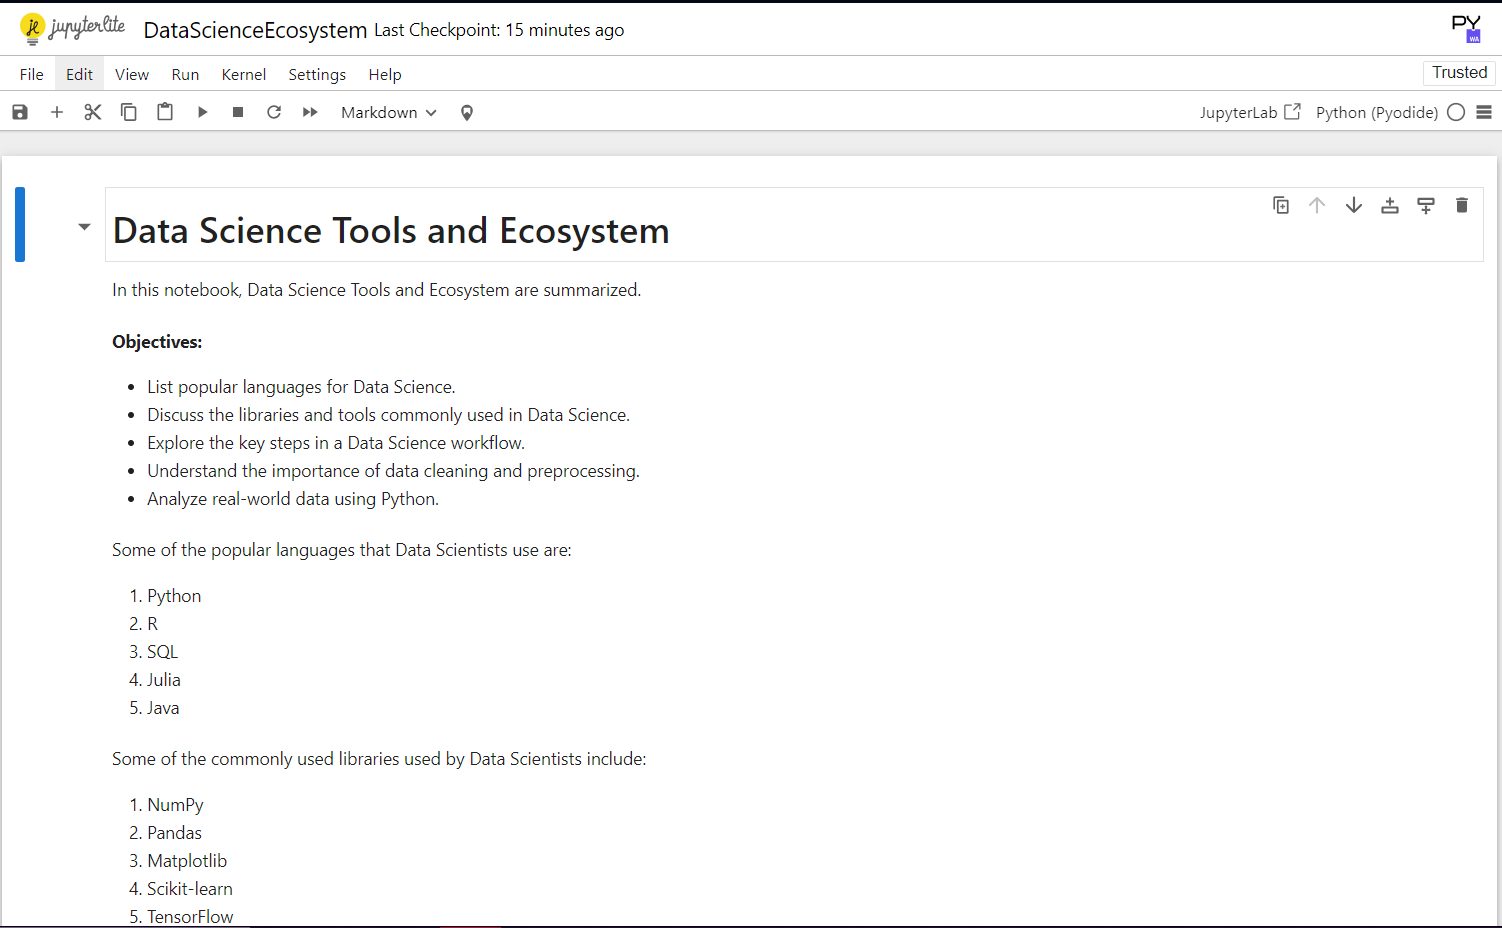 jupyterlite DataScienceEcosystem Last Checkpoint: 15 minutes ago
PY
WA
File Edit View Run Kernel Settings Help
Trusted
Markdown
JupyterLab Python (Pyodide)
Data Science Tools and Ecosystem
In this notebook, Data Science Tools and Ecosystem are summarized.
Objectives:
• List popular languages for Data Science.
• Discuss the libraries and tools commonly used in Data Science.
• Explore the key steps in a Data Science workflow.
• Understand the importance of data cleaning and preprocessing.
• Analyze real-world data using Python.
Some of the popular languages that Data Scientists use are:
1. Python
2. R
3. SQL
4. Julia
5. Java
Some of the commonly used libraries used by Data Scientists include:
1. NumPy
2. Pandas
3. Matplotlib
4. Scikit-learn
5. TensorFlow